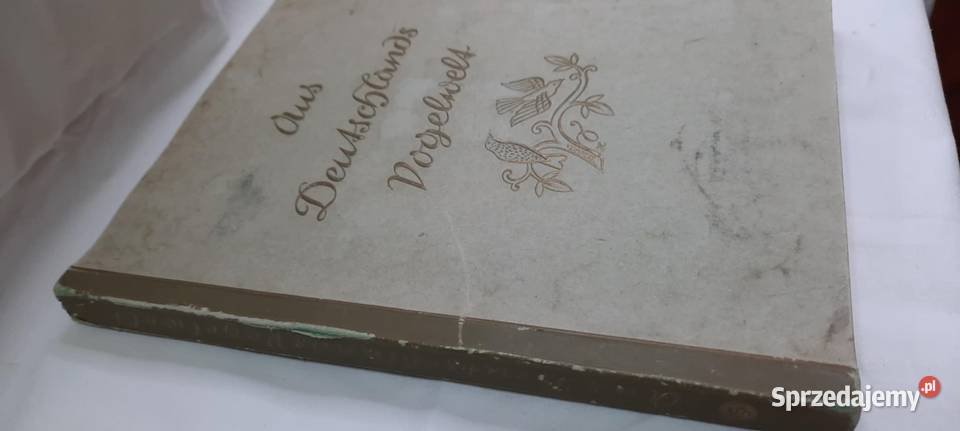 Aus
Deutschlands
Vogelwelt
Sprzedajemy.pl